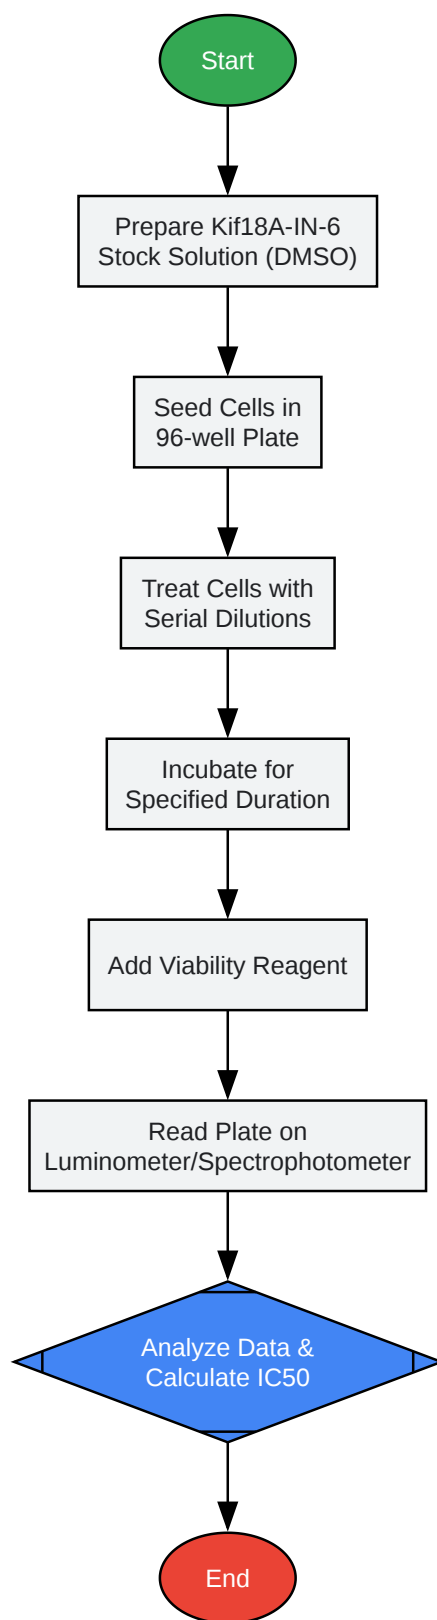 Start
Prepare Kif18A-IN-6
Stock Solution (DMSO)
Seed Cells in
96-well Plate
Treat Cells with
Serial Dilutions
Incubate for
Specified Duration
Add Viability Reagent
Read Plate on
Luminometer/Spectrophotometer
Analyze Data &
Calculate IC50
End